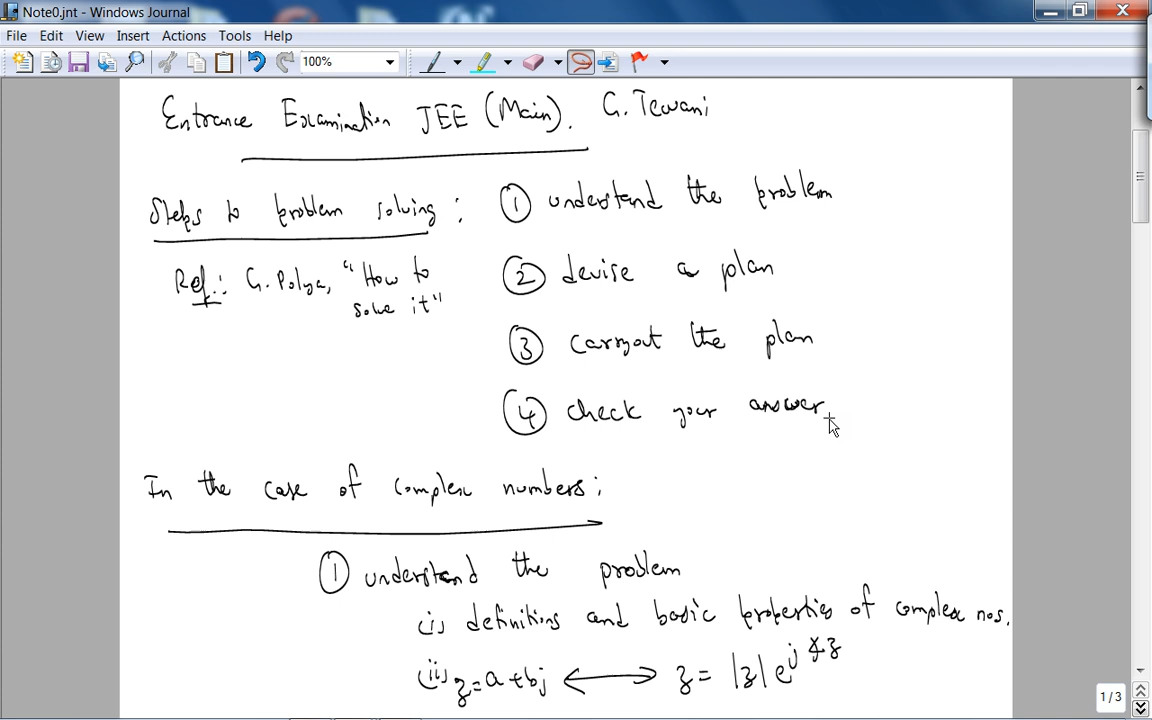 Note0.jnt - Windows Journal
File Edit View Insert Actions Tools Help
100%
Entrance Examination JEE (Main). G. Tewani
Steps to problem solving : ① understand the problem
Ref.: G. Polya, "How to
solve it"
② devise a plan
③ carryout the plan
④ check your answer
In the case of complex numbers:
① understand the problem
(i) definitions and basic properties of complex nos.
(ii) z = a + bj ⟷ z = |z| e^{j∡z}
1 / 3